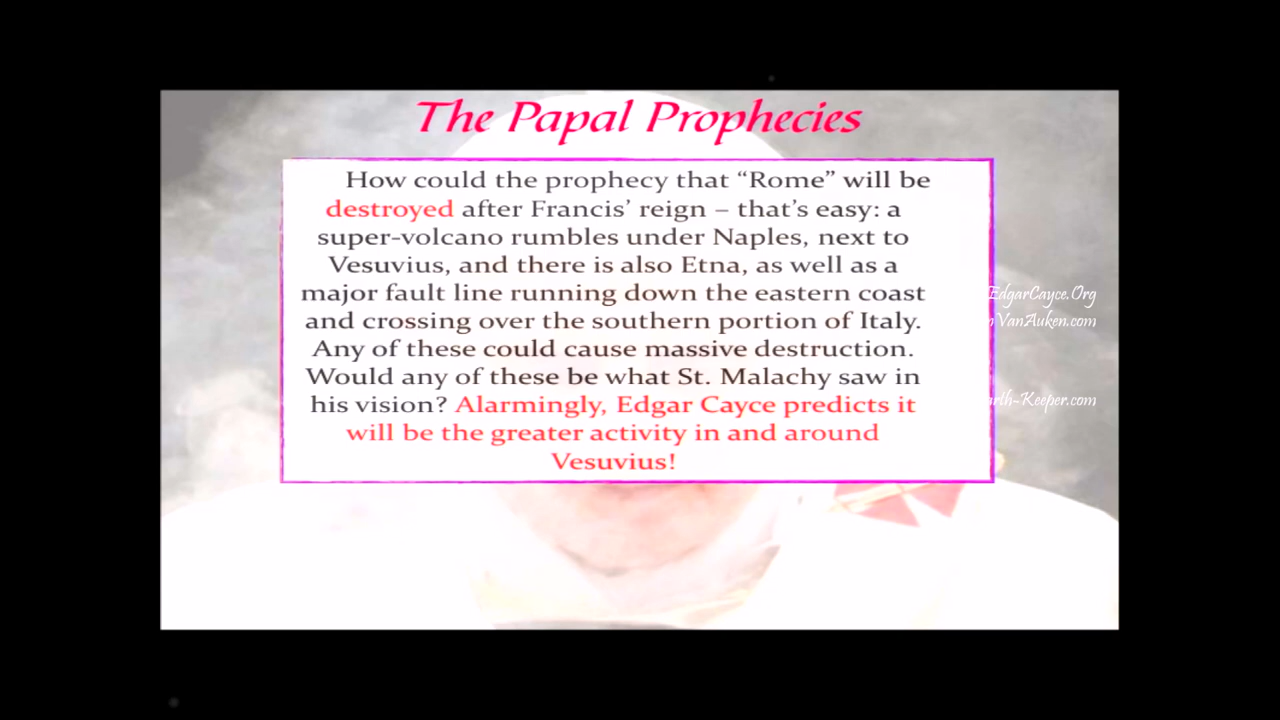 The Papal Prophecies
How could the prophecy that “Rome” will be
destroyed after Francis’ reign – that’s easy: a
super-volcano rumbles under Naples, next to
Vesuvius, and there is also Etna, as well as a
major fault line running down the eastern coast
and crossing over the southern portion of Italy.
Any of these could cause massive destruction.
Would any of these be what St. Malachy saw in
his vision? Alarmingly, Edgar Cayce predicts it
will be the greater activity in and around
Vesuvius!
EdgarCayce.Org
VanAuken.com